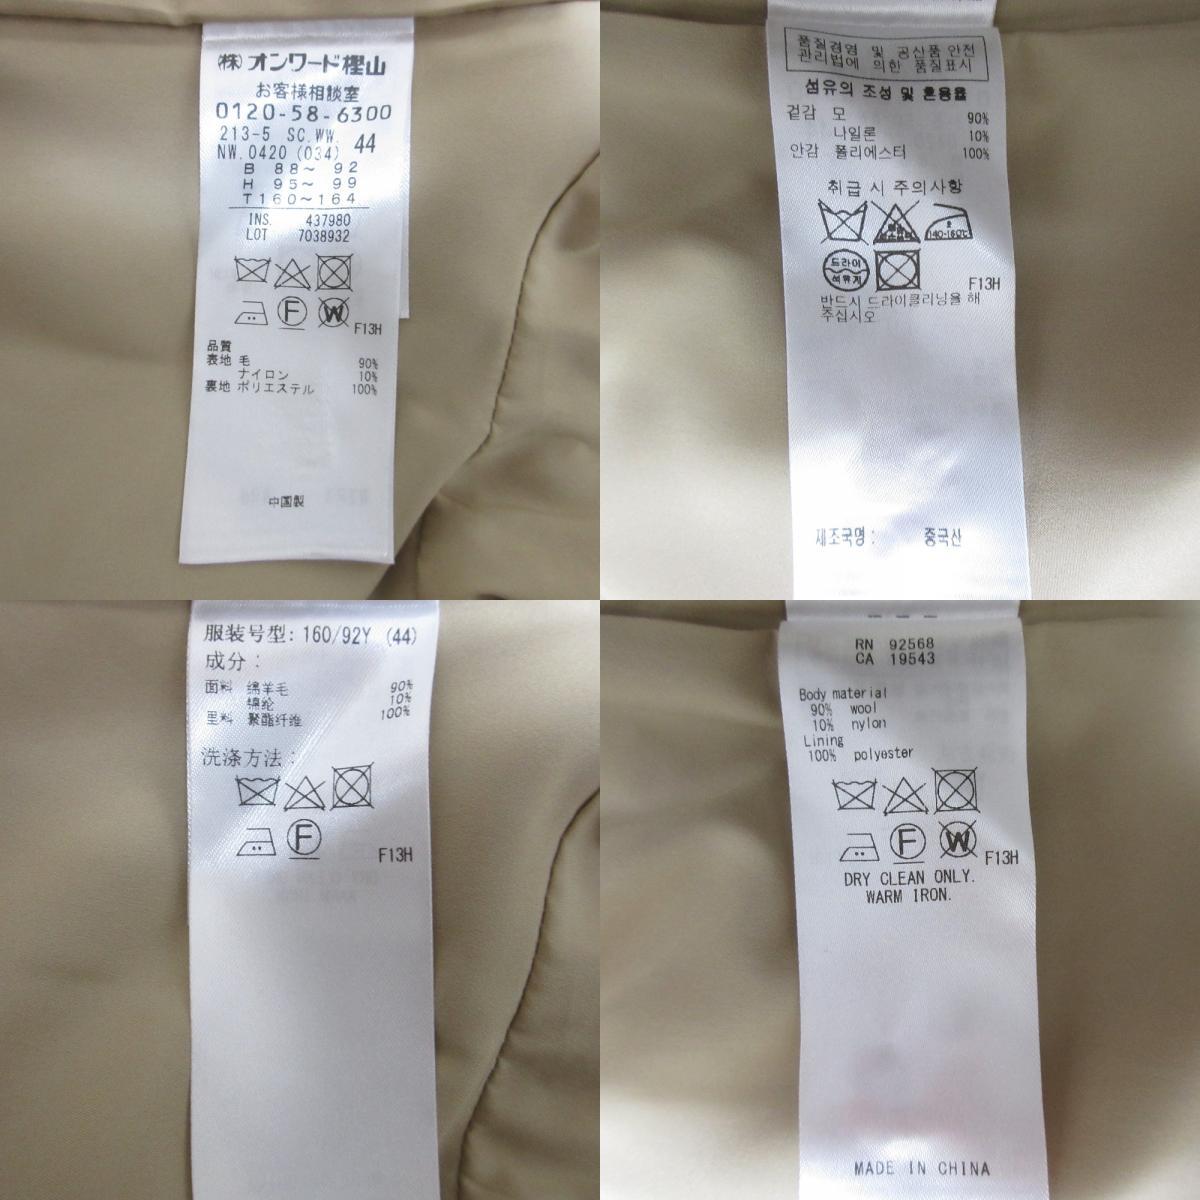 ㈱オンワード樫山
お客様相談室
0120-58-6300
213-5 SC.WW.
NW.0420 (034) 44
B 88〜 92
H 95〜 99
T160〜164
INS. 437980
LOT 7038932
F
W
F13H
品質
表地 毛 90%
ナイロン 10%
裏地 ポリエステル 100%
中国製
품질경영 및 공산품 안전
관리법에 의한 품질표시
섬유의 조성 및 혼용율
겉감 모 90%
나일론 10%
안감 폴리에스터 100%
취급 시 주의사항
140-160℃
드라이
석유계
F13H
반드시 드라이클리닝을 해
주십시오
제조국명: 중국산
服装号型: 160/92Y (44)
成分:
面料 绵羊毛 90%
锦纶 10%
里料 聚酯纤维 100%
洗涤方法:
F
F13H
RN 92568
CA 19543
Body material
90% wool
10% nylon
Lining
100% polyester
F
W
F13H
DRY CLEAN ONLY.
WARM IRON.
MADE IN CHINA